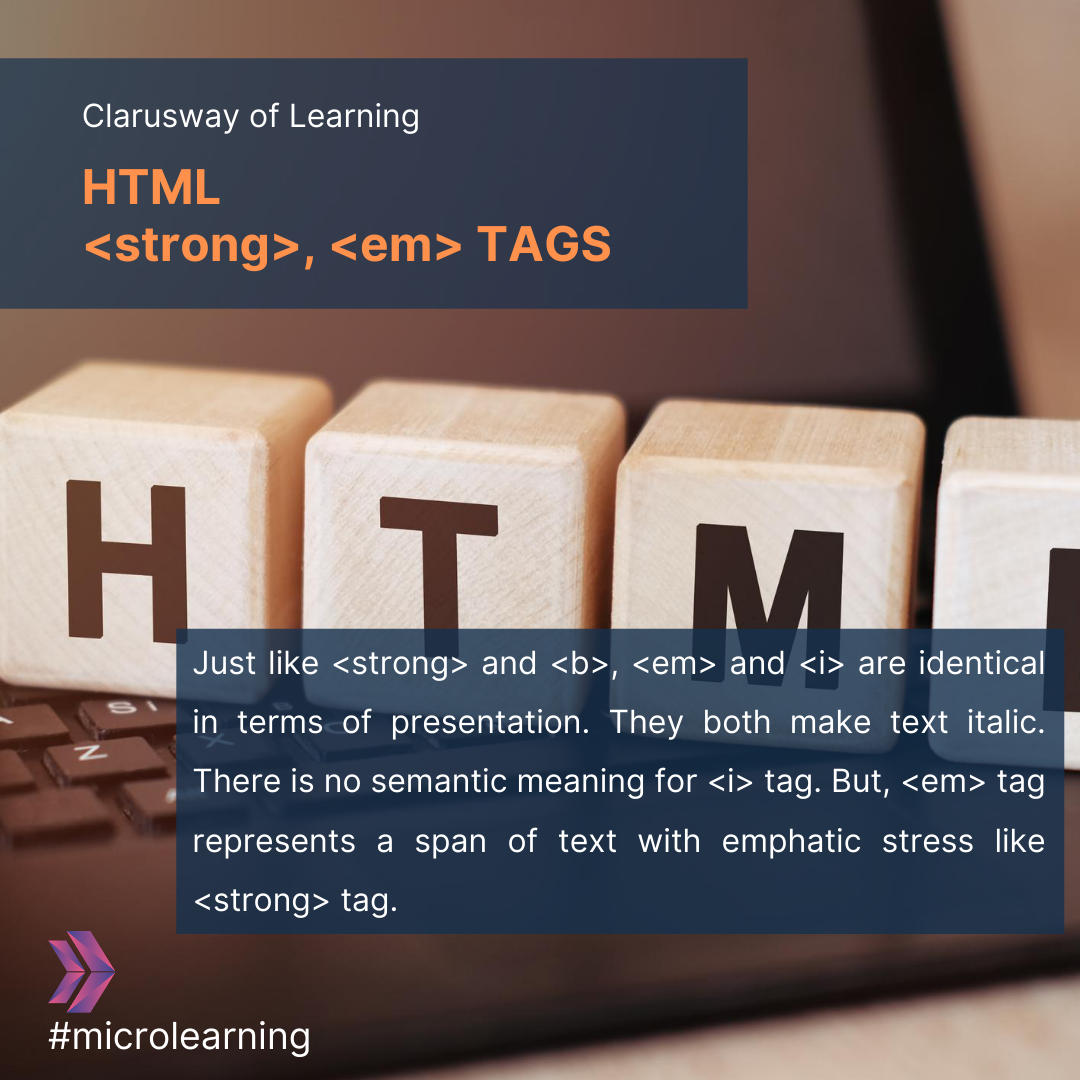 Clarusway of Learning
HTML
<strong>, <em> TAGS
H T M
Just like <strong> and <b>, <em> and <i> are identical
in terms of presentation. They both make text italic.
There is no semantic meaning for <i> tag. But, <em> tag
represents a span of text with emphatic stress like
<strong> tag.
Z
#microlearning